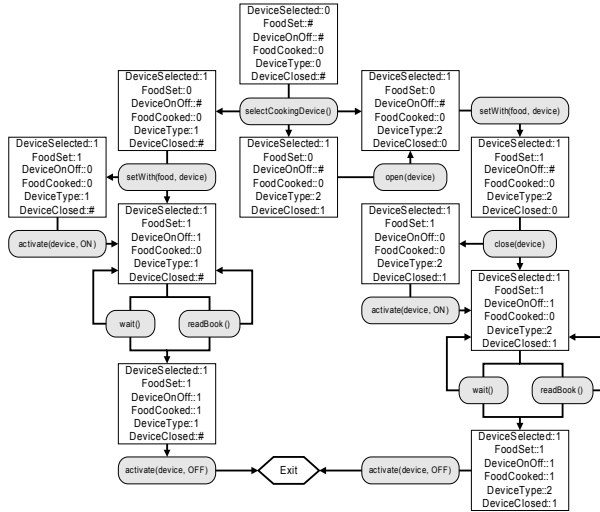 DeviceSelected::0
FoodSet::#
DeviceOnOff::#
FoodCooked::0
DeviceType::0
DeviceClosed::#
selectCookingDevice()
DeviceSelected::1
FoodSet::0
DeviceOnOff::#
FoodCooked::0
DeviceType::1
DeviceClosed::#
DeviceSelected::1
FoodSet::0
DeviceOnOff::#
FoodCooked::0
DeviceType::2
DeviceClosed::1
open(device)
DeviceSelected::1
FoodSet::0
DeviceOnOff::#
FoodCooked::0
DeviceType::2
DeviceClosed::0
setWith(food, device)
DeviceSelected::1
FoodSet::1
DeviceOnOff::0
FoodCooked::0
DeviceType::1
DeviceClosed::#
setWith(food, device)
activate(device, ON)
DeviceSelected::1
FoodSet::1
DeviceOnOff::1
FoodCooked::0
DeviceType::1
DeviceClosed::#
wait()
readBook()
DeviceSelected::1
FoodSet::1
DeviceOnOff::1
FoodCooked::1
DeviceType::1
DeviceClosed::#
activate(device, OFF)
Exit
DeviceSelected::1
FoodSet::1
DeviceOnOff::#
FoodCooked::0
DeviceType::2
DeviceClosed::0
close(device)
DeviceSelected::1
FoodSet::1
DeviceOnOff::0
FoodCooked::0
DeviceType::2
DeviceClosed::1
activate(device, ON)
DeviceSelected::1
FoodSet::1
DeviceOnOff::1
FoodCooked::0
DeviceType::2
DeviceClosed::1
wait()
readBook()
DeviceSelected::1
FoodSet::1
DeviceOnOff::1
FoodCooked::1
DeviceType::2
DeviceClosed::1
activate(device, OFF)